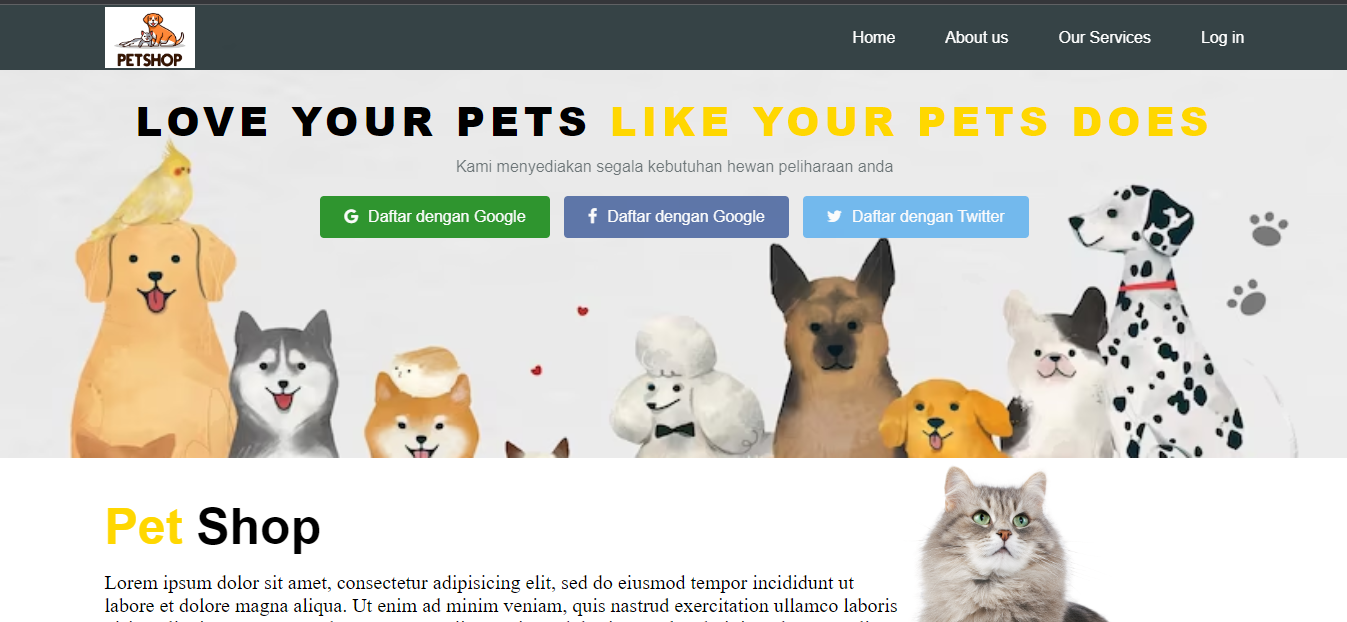 PETSHOP
Home About us Our Services Log in
LOVE YOUR PETS LIKE YOUR PETS DOES
Kami menyediakan segala kebutuhan hewan peliharaan anda
Daftar dengan Google Daftar dengan Google Daftar dengan Twitter
Pet Shop
Lorem ipsum dolor sit amet, consectetur adipisicing elit, sed do eiusmod tempor incididunt ut
labore et dolore magna aliqua. Ut enim ad minim veniam, quis nostrud exercitation ullamco laboris